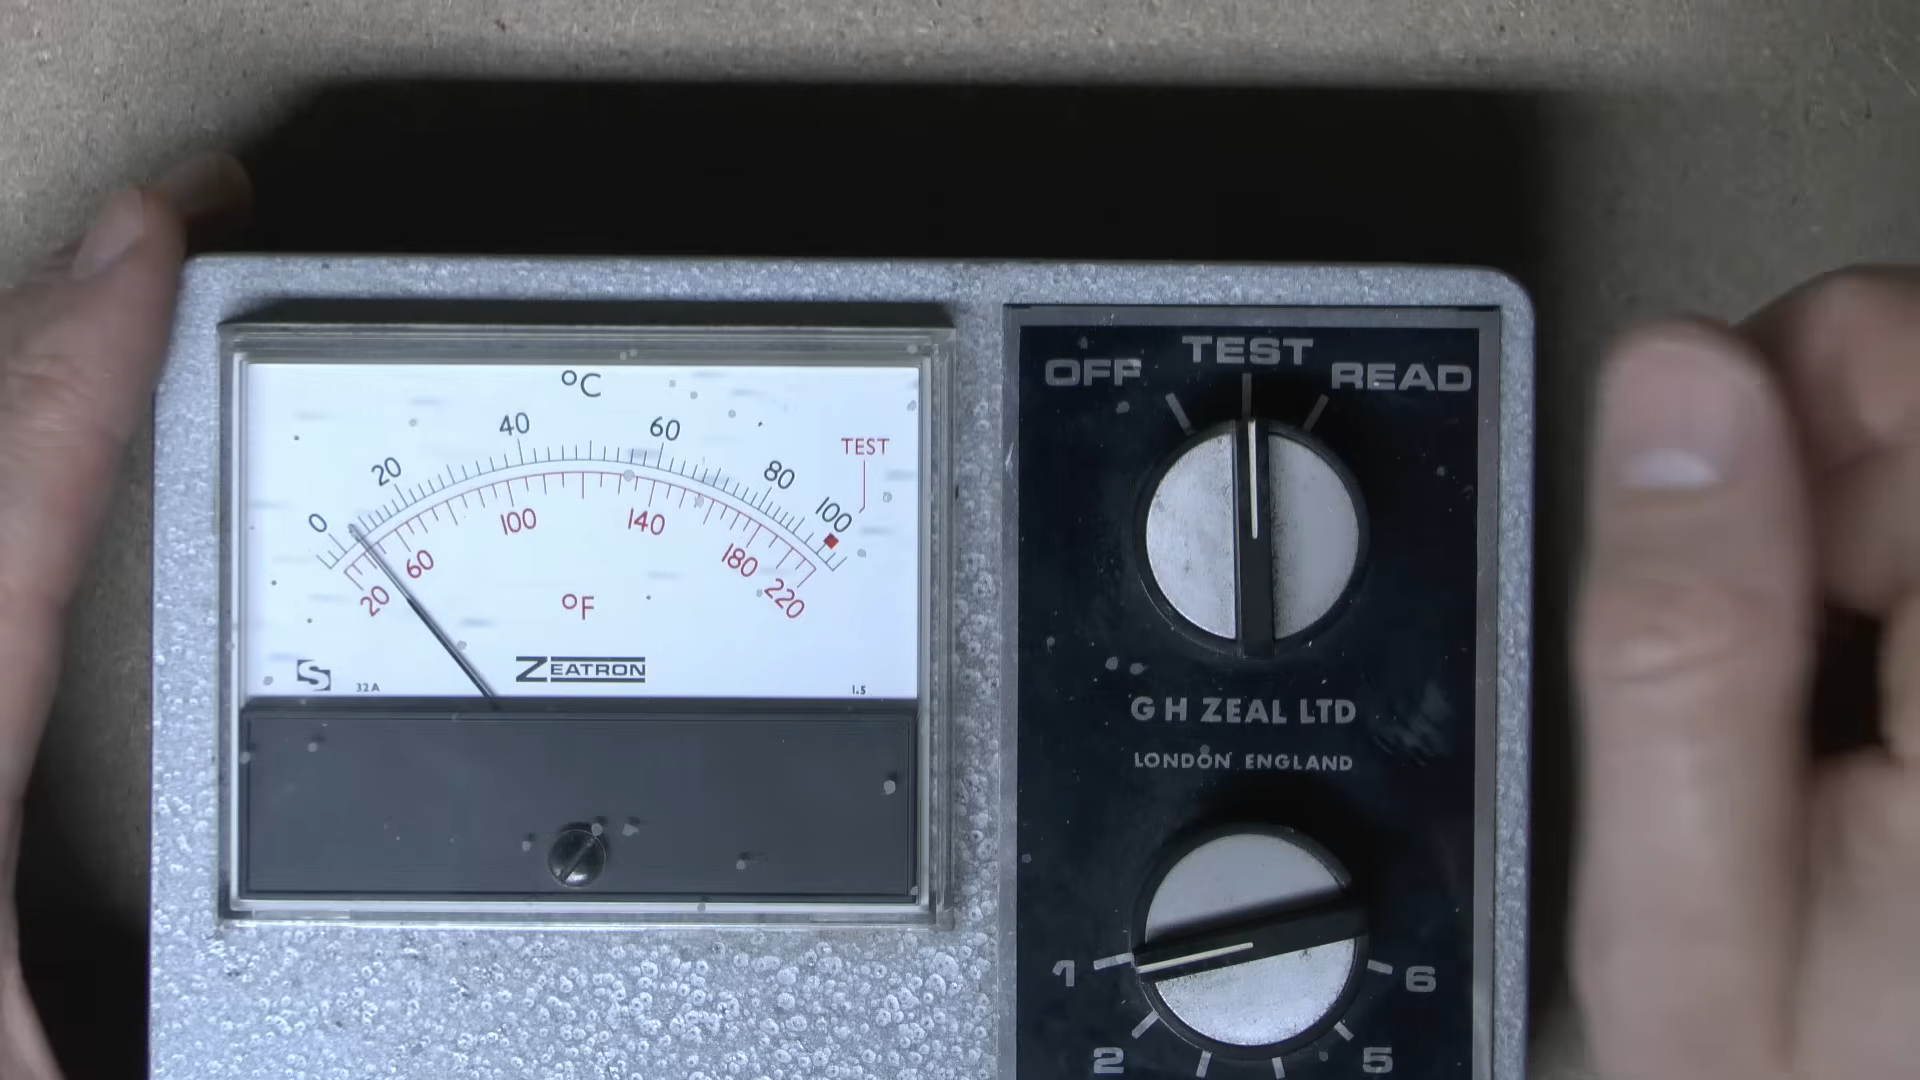 °C
0 20 40 60 80 100
TEST
20 60 100 140 180 220
°F
ZEATRON
32A
1.5
OFF TEST READ
G H ZEAL LTD
LONDON ENGLAND
1 6
2 5